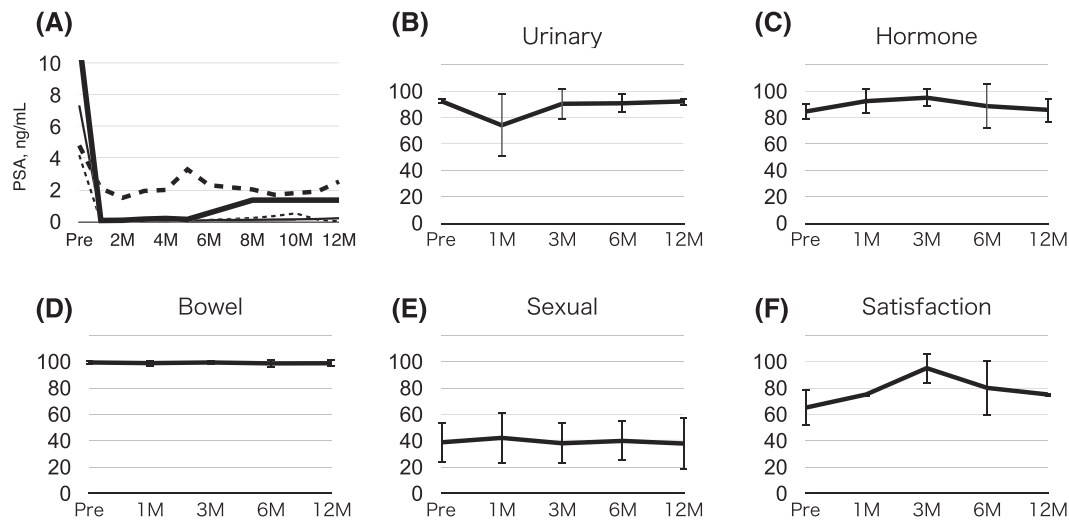 (A)
PSA, ng/mL
10
8
6
4
2
0
Pre 2M 4M 6M 8M 10M 12M
(B)
Urinary
100
80
60
40
20
0
Pre 1M 3M 6M 12M
(C)
Hormone
100
80
60
40
20
0
Pre 1M 3M 6M 12M
(D)
Bowel
100
80
60
40
20
0
Pre 1M 3M 6M 12M
(E)
Sexual
100
80
60
40
20
0
Pre 1M 3M 6M 12M
(F)
Satisfaction
100
80
60
40
20
0
Pre 1M 3M 6M 12M